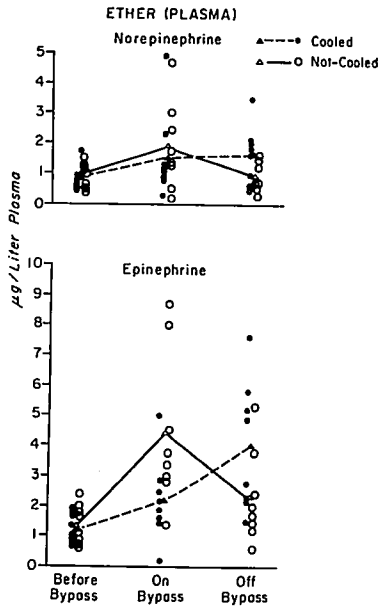 ETHER (PLASMA)
Norepinephrine
Cooled
Not-Cooled
5
4
3
2
1
0
µg/Liter Plasma
Epinephrine
10
9
8
7
6
5
4
3
2
1
0
Before Bypass
On Bypass
Off Bypass